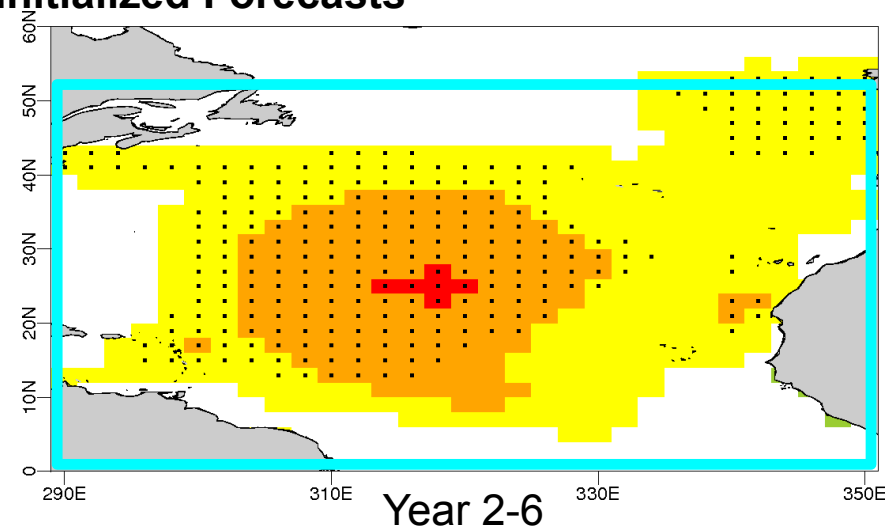 Initialized Forecasts
60N
50N
40N
30N
20N
10N
0
290E 310E 330E 350E
Year 2-6